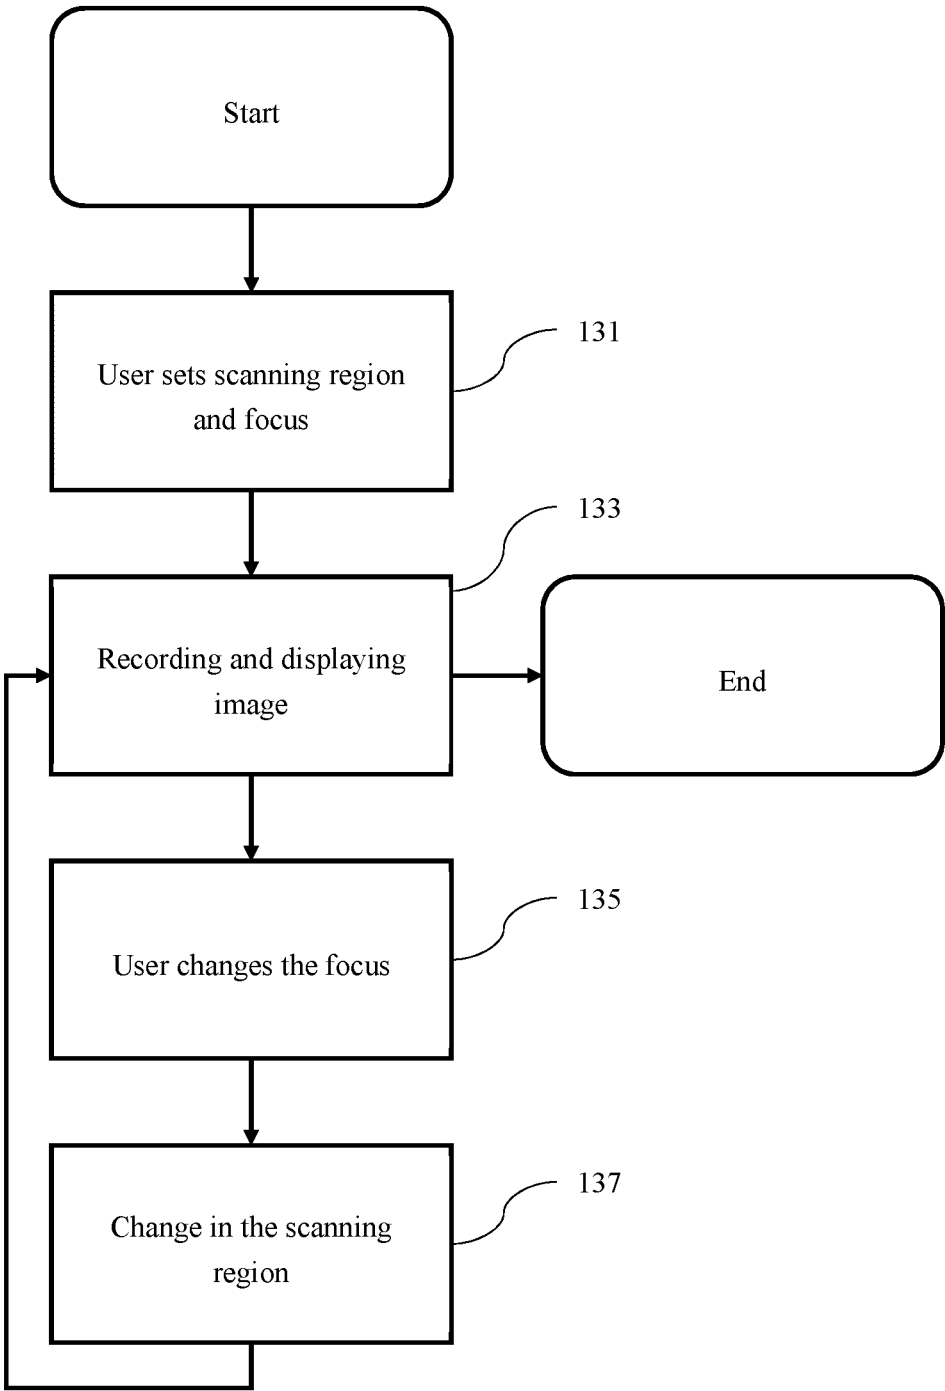 Start
131
User sets scanning region
and focus
133
Recording and displaying
image
End
135
User changes the focus
137
Change in the scanning
region